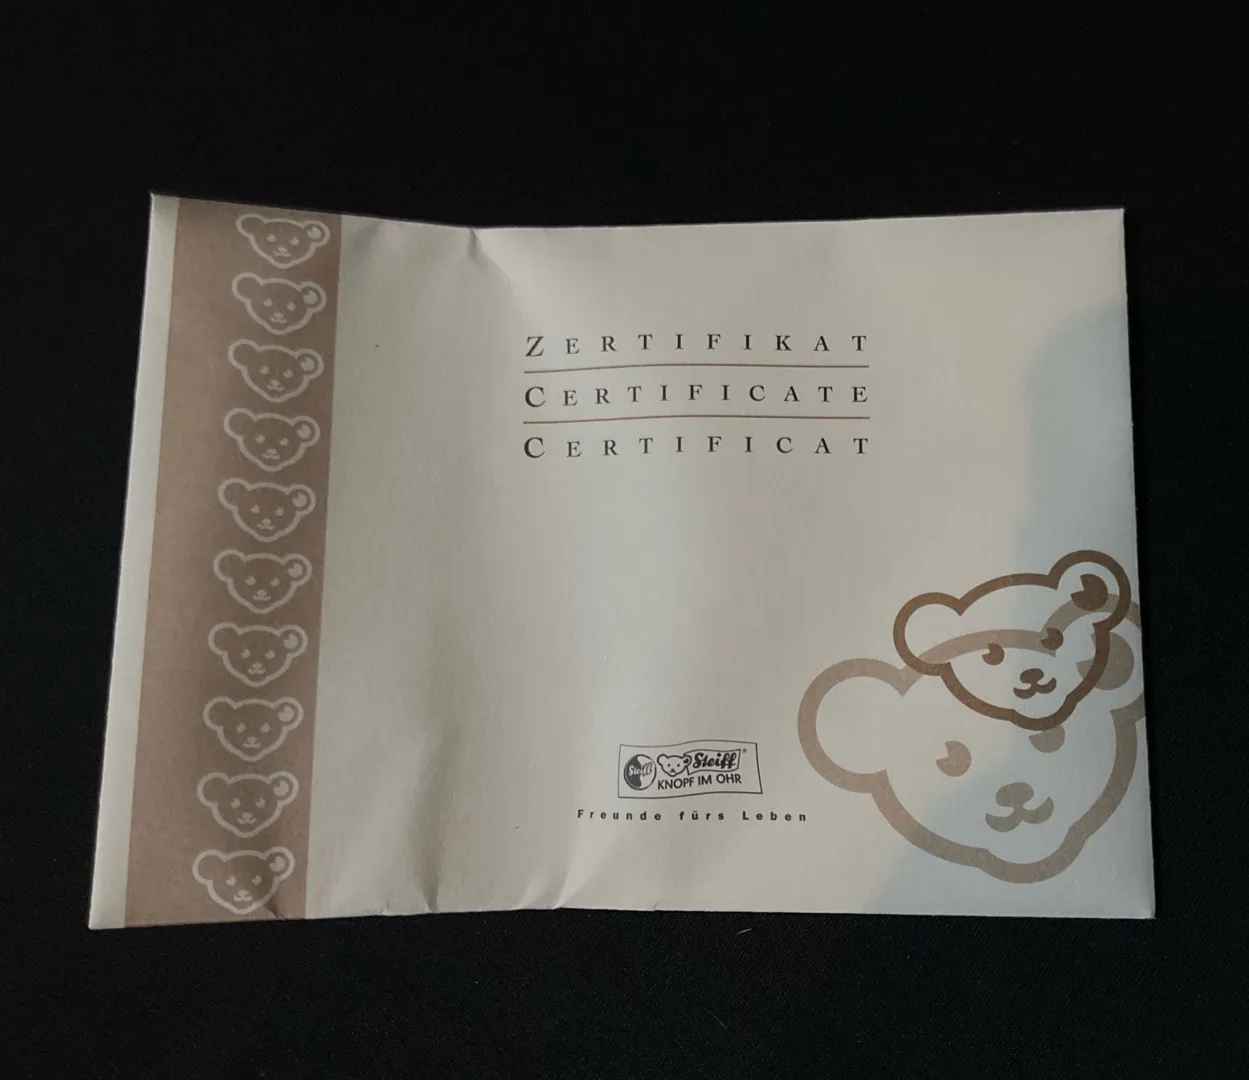 ZERTIFIKAT
CERTIFICATE
CERTIFICAT
Steiff
Steiff®
KNOPF IM OHR
Freunde fürs Leben